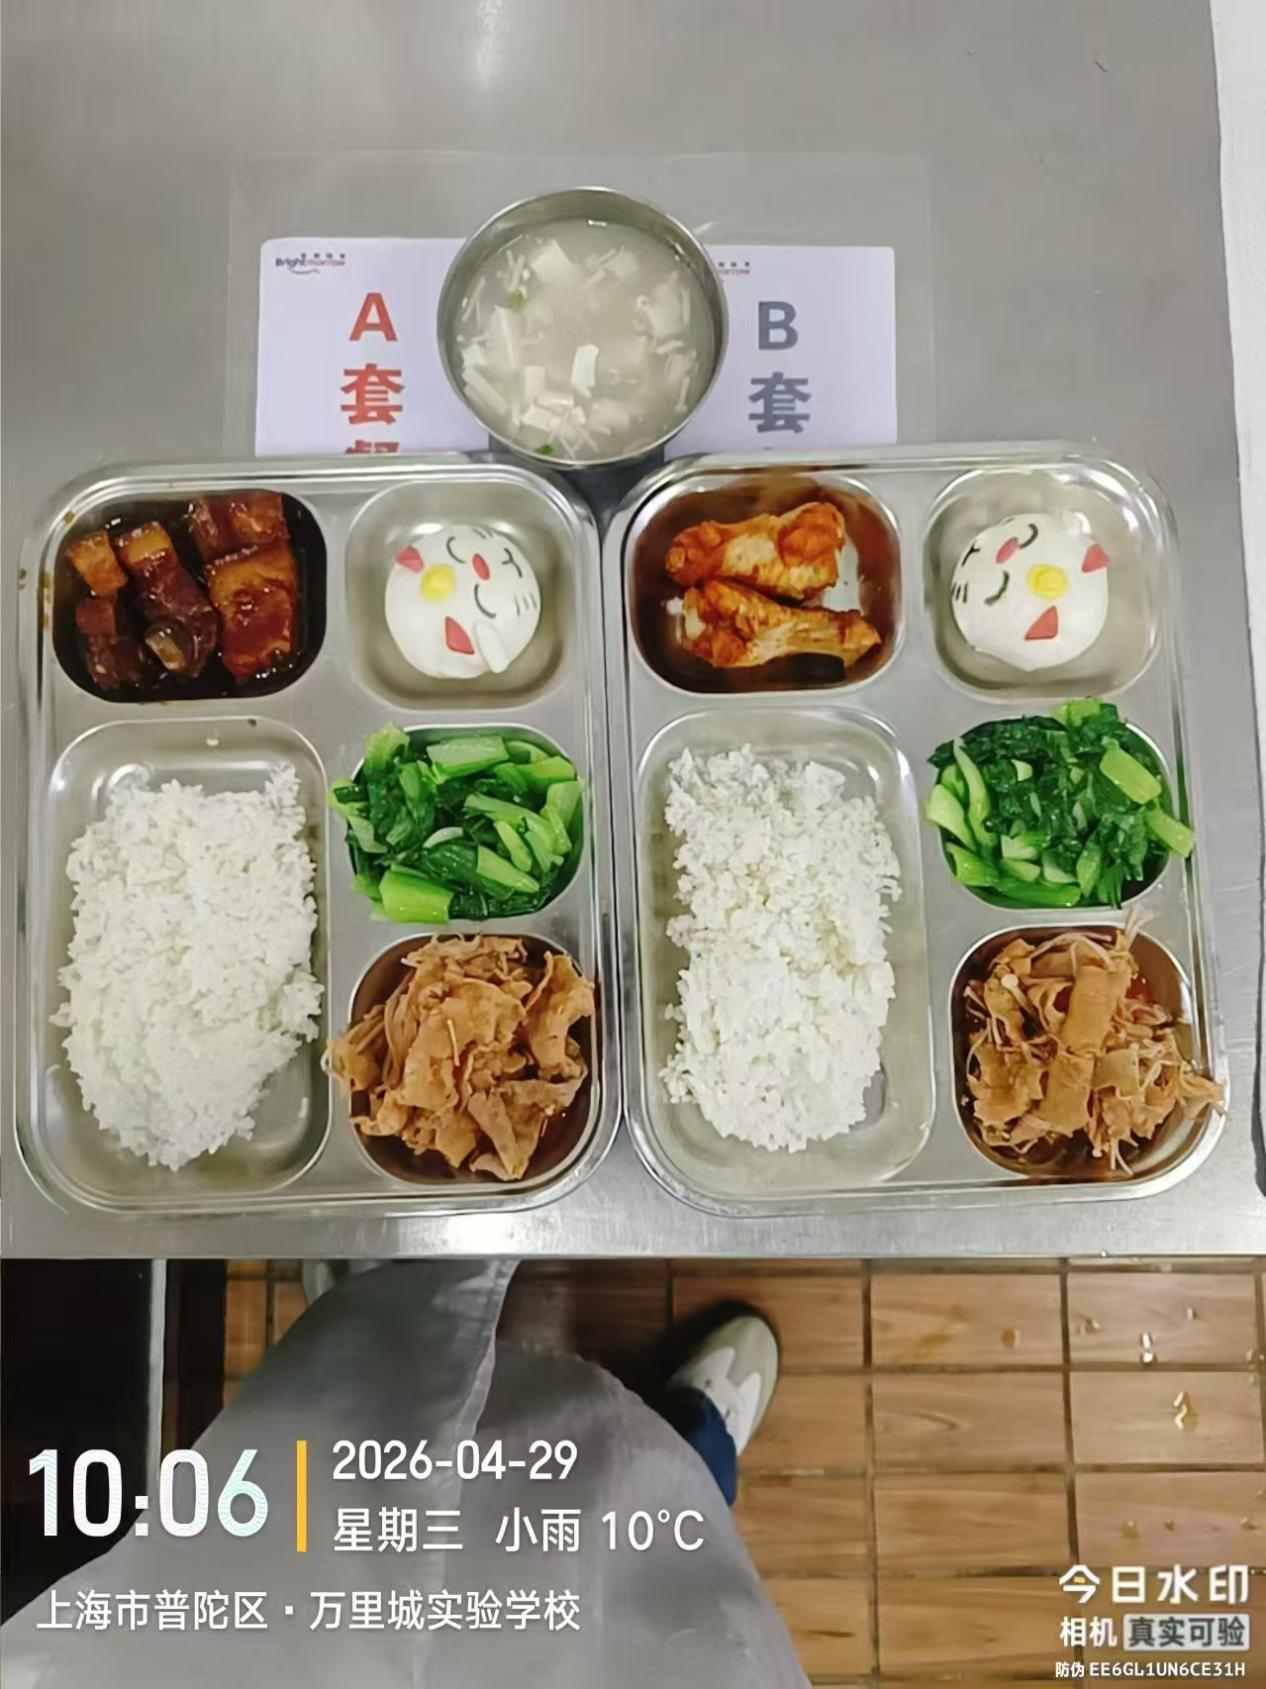 Brightmorrow
A
套
B
套
10:06
2026-04-29
星期三 小雨 10°C
上海市普陀区·万里城实验学校
今日水印
相机 真实可验
防伪 EE6GL1UN6CE31H